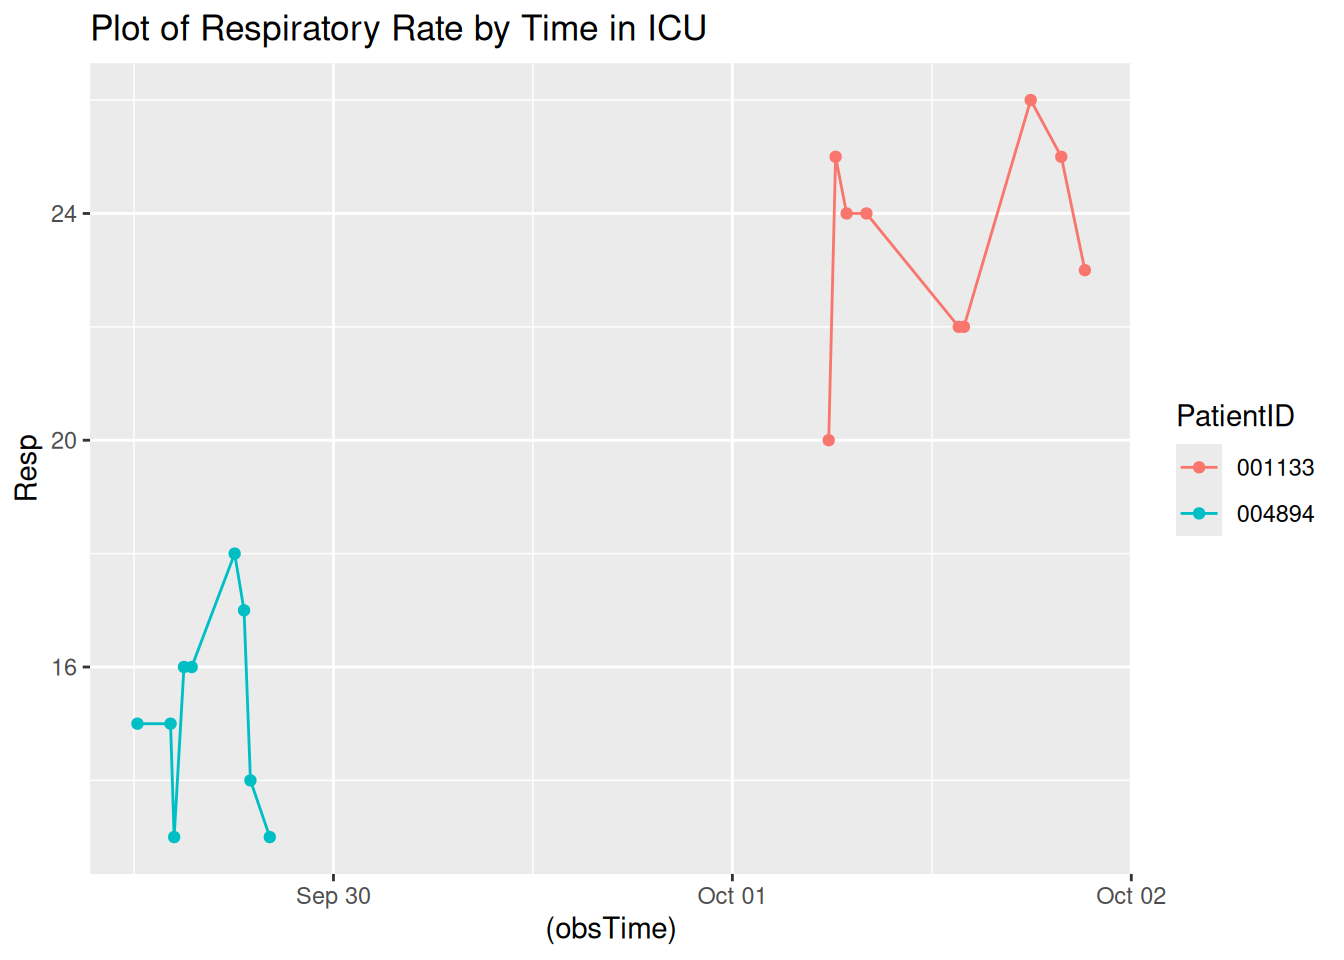 Plot of Respiratory Rate by Time in ICU
24
20
16
Resp
Sep 30
Oct 01
Oct 02
(obsTime)
PatientID
001133
004894